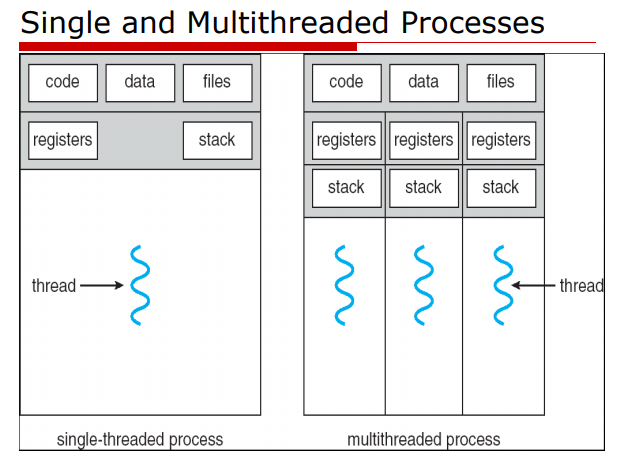 Single and Multithreaded Processes
code data files
registers stack
thread
single-threaded process
code data files
registers registers registers
stack stack stack
thread
multithreaded process